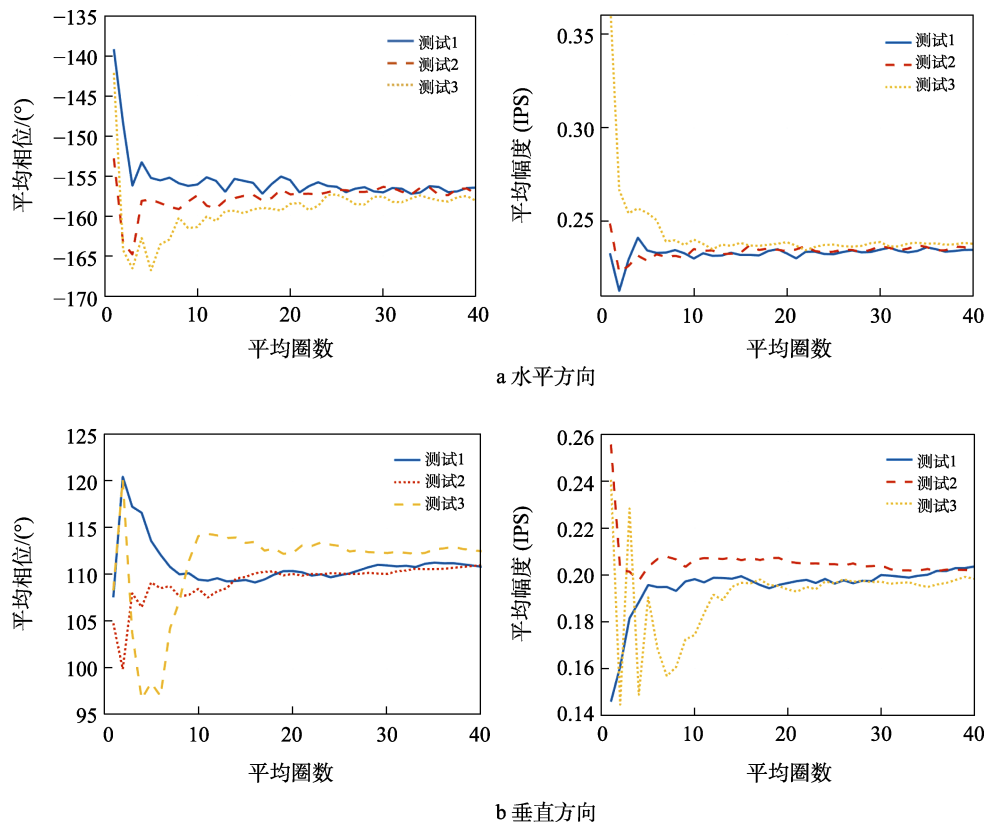 −135
−140
−145
−150
−155
−160
−165
−170
平均相位/(°)
测试1
测试2
测试3
0
10
20
30
40
平均圈数
0.35
0.30
0.25
平均幅度 (IPS)
测试1
测试2
测试3
0
10
20
30
40
平均圈数
a 水平方向
125
120
115
110
105
100
95
平均相位/(°)
测试1
测试2
测试3
0
10
20
30
40
平均圈数
0.26
0.24
0.22
0.20
0.18
0.16
0.14
平均幅度 (IPS)
测试1
测试2
测试3
0
10
20
30
40
平均圈数
b 垂直方向